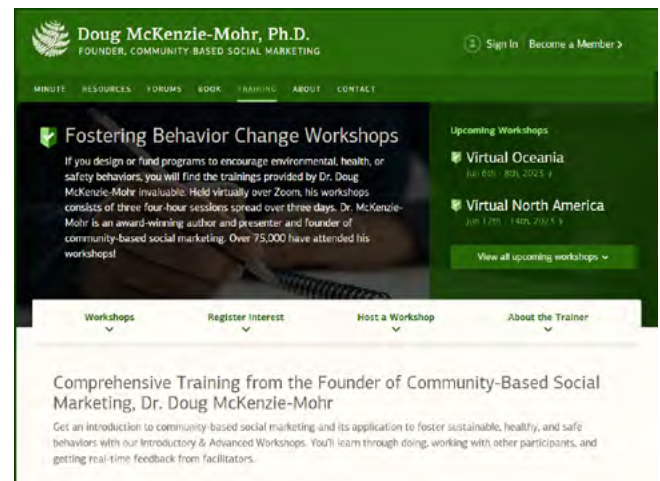 Doug McKenzie-Mohr, Ph.D.
FOUNDER, COMMUNITY BASED SOCIAL MARKETING
Sign In
Become a Member >
MINUTE RESOURCES FORUMS BOOK TRAINING ABOUT CONTACT
Fostering Behavior Change Workshops
If you design or fund programs to encourage environmental, health, or
safety behaviors, you will find the trainings provided by Dr. Doug
McKenzie-Mohr invaluable. Held virtually over Zoom, his workshops
consists of three four-hour sessions spread over three days. Dr. McKenzie-
Mohr is an award-winning author and presenter and founder of
community-based social marketing. Over 75,000 have attended his
workshops!
Upcoming Workshops
Virtual Oceania
Jun 6th - 8th, 2023 >
Virtual North America
Jun 12th - 14th, 2023 >
View all upcoming workshops
Workshops
Register Interest
Host a Workshop
About the Trainer
Comprehensive Training from the Founder of Community-Based Social
Marketing, Dr. Doug McKenzie-Mohr
Get an introduction to community-based social marketing and its application to foster sustainable, healthy, and safe
behaviors with our Introductory & Advanced Workshops. You'll learn through doing, working with other participants, and
getting real-time feedback from facilitators.